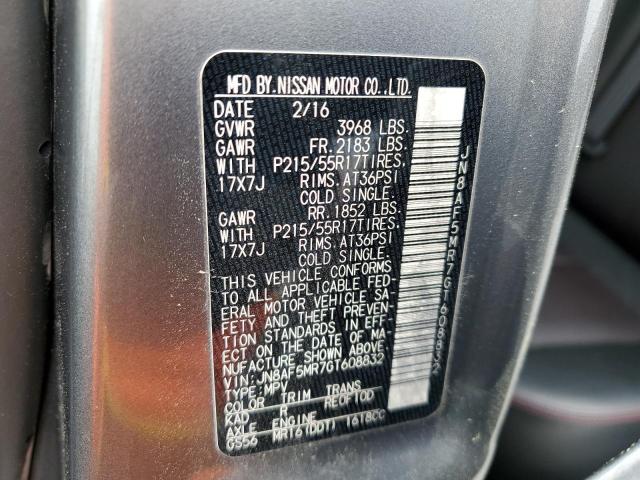 MFD BY NISSAN MOTOR CO.,LTD.
DATE 2/16
GVWR 3968 LBS.
GAWR FR. 2183 LBS.
WITH P215/55R17TIRES.
17X7J RIMS. AT36PSI
COLD SINGLE.
GAWR RR. 1852 LBS.
WITH P215/55R17TIRES.
17X7J RIMS. AT36PSI
COLD SINGLE.
THIS VEHICLE CONFORMS
TO ALL APPLICABLE FED-
ERAL MOTOR VEHICLE SA-
FETY AND THEFT PREVEN-
TION STANDARDS IN EFF-
ECT ON THE DATE OF MA-
NUFACTURE SHOWN ABOVE.
VIN: JN8AF5MR7GT608832
TYPE: MPV
COLOR TRIM TRANS
KAD R RE0F10D
AXLE ENGINE
GS56 MR16(DDT) 1618CC
JN8AF5MR7GT608832